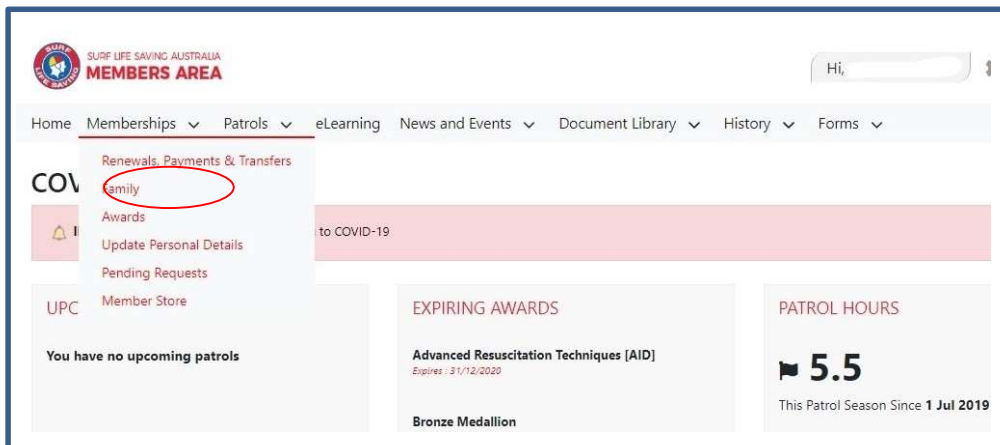 SURF LIFE SAVING AUSTRALIA
MEMBERS AREA
SURF
LIFE SAVING
Hi,
Home Memberships Patrols eLearning News and Events Document Library History Forms
Renewals, Payments & Transfers
Family
Awards
Update Personal Details
Pending Requests
Member Store
COV
to COVID-19
UPC
EXPIRING AWARDS
PATROL HOURS
You have no upcoming patrols
Advanced Resuscitation Techniques [AID]
Expires : 31/12/2020
5.5
This Patrol Season Since 1 Jul 2019
Bronze Medallion